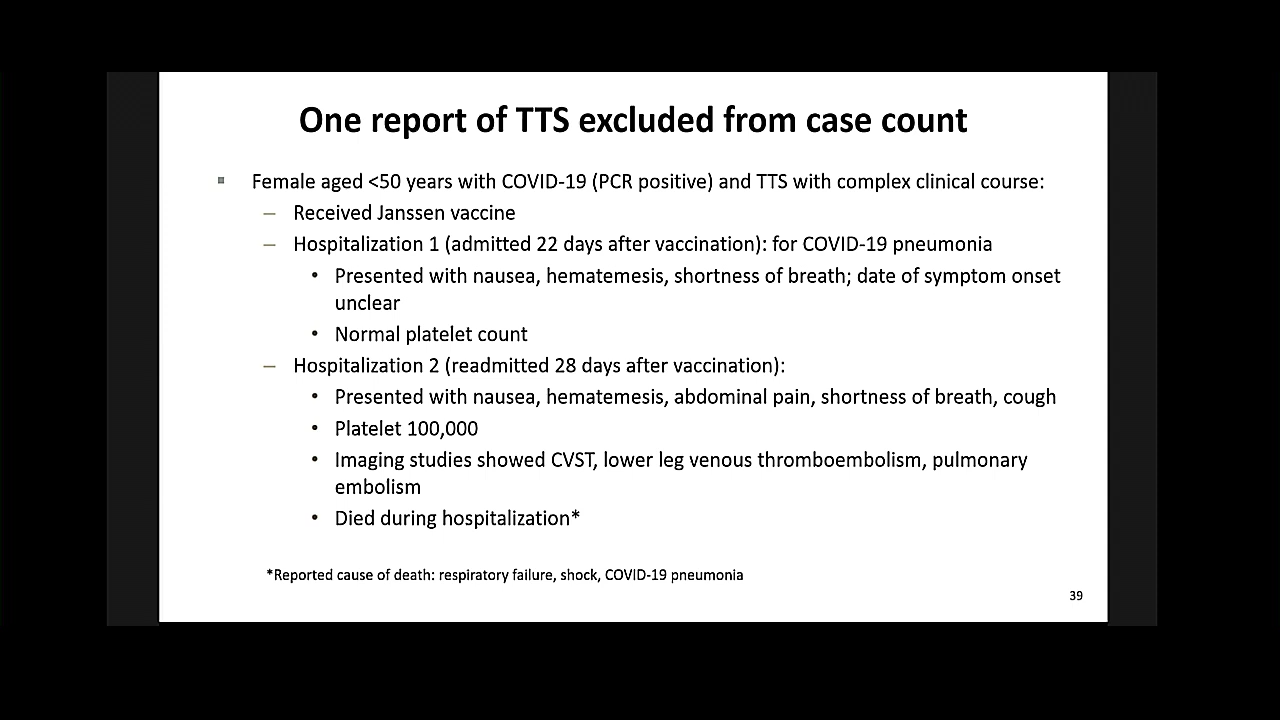 One report of TTS excluded from case count
▪ Female aged <50 years with COVID-19 (PCR positive) and TTS with complex clinical course:
– Received Janssen vaccine
– Hospitalization 1 (admitted 22 days after vaccination): for COVID-19 pneumonia
• Presented with nausea, hematemesis, shortness of breath; date of symptom onset
unclear
• Normal platelet count
– Hospitalization 2 (readmitted 28 days after vaccination):
• Presented with nausea, hematemesis, abdominal pain, shortness of breath, cough
• Platelet 100,000
• Imaging studies showed CVST, lower leg venous thromboembolism, pulmonary
embolism
• Died during hospitalization*
*Reported cause of death: respiratory failure, shock, COVID-19 pneumonia
39